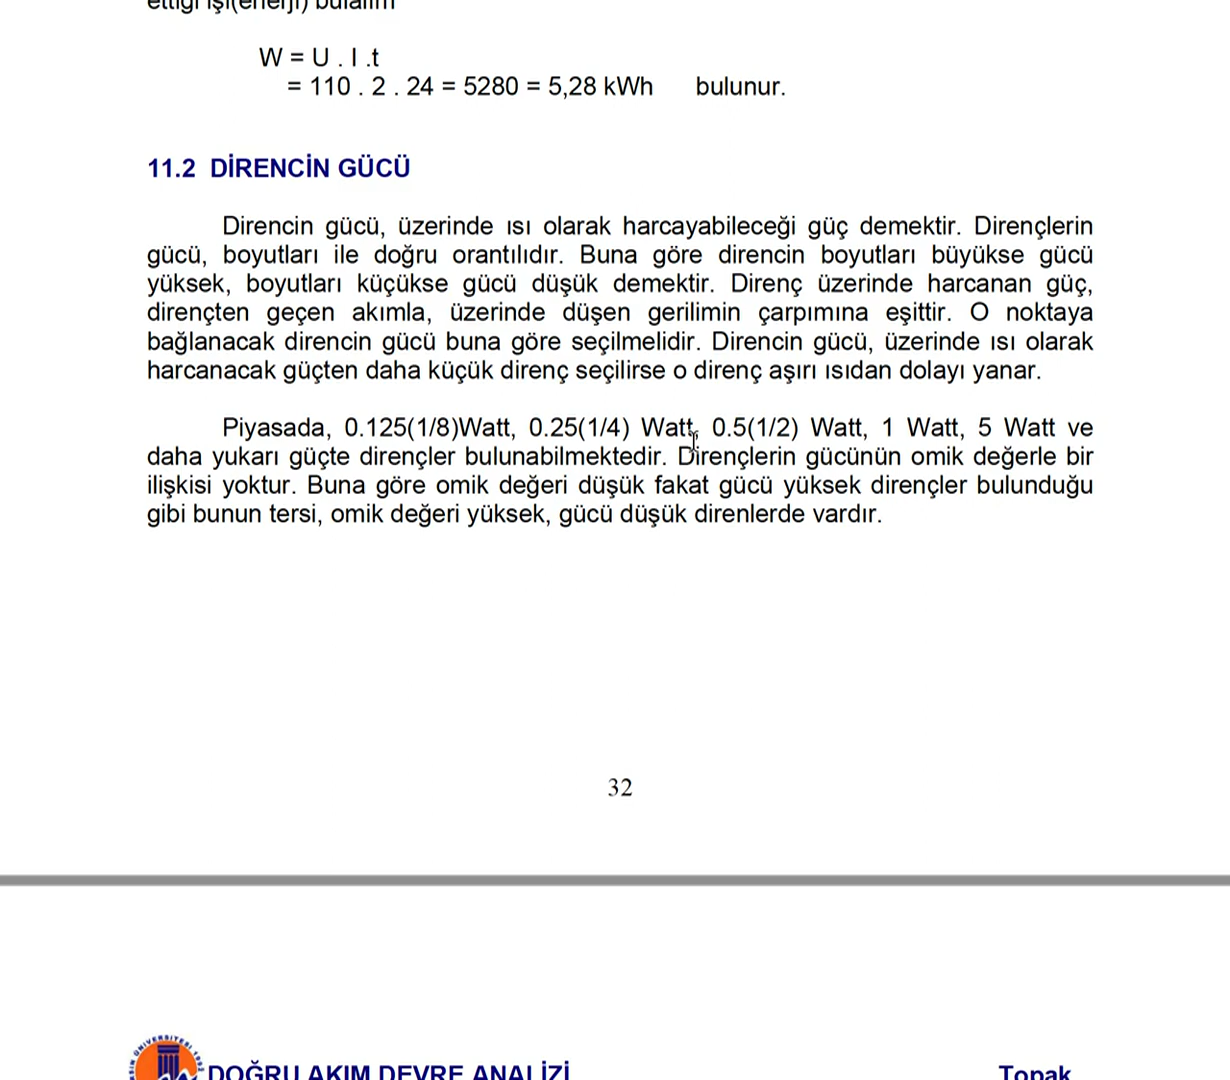 ettiği işi(enerji) bulalım
W = U . I .t
= 110 . 2 . 24 = 5280 = 5,28 kWh bulunur.
11.2 DİRENCİN GÜCÜ
Direncin gücü, üzerinde ısı olarak harcayabileceği güç demektir. Dirençlerin
gücü, boyutları ile doğru orantılıdır. Buna göre direncin boyutları büyükse gücü
yüksek, boyutları küçükse gücü düşük demektir. Direnç üzerinde harcanan güç,
dirençten geçen akımla, üzerinde düşen gerilimin çarpımına eşittir. O noktaya
bağlanacak direncin gücü buna göre seçilmelidir. Direncin gücü, üzerinde ısı olarak
harcanacak güçten daha küçük direnç seçilirse o direnç aşırı ısıdan dolayı yanar.
Piyasada, 0.125(1/8)Watt, 0.25(1/4) Watt, 0.5(1/2) Watt, 1 Watt, 5 Watt ve
daha yukarı güçte dirençler bulunabilmektedir. Dirençlerin gücünün omik değerle bir
ilişkisi yoktur. Buna göre omik değeri düşük fakat gücü yüksek dirençler bulunduğu
gibi bunun tersi, omik değeri yüksek, gücü düşük direnlerde vardır.
32
DOĞRU AKIM DEVRE ANALİZİ Topak